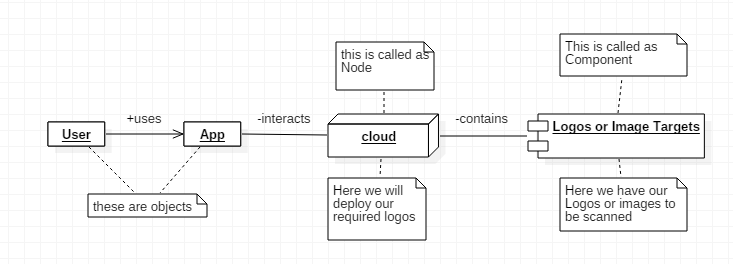 this is called as
Node
This is called as
Component
+uses
-interacts
-contains
User
App
cloud
Logos or Image Targets
these are objects
Here we will
deploy our
required logos
Here we have our
Logos or images to
be scanned